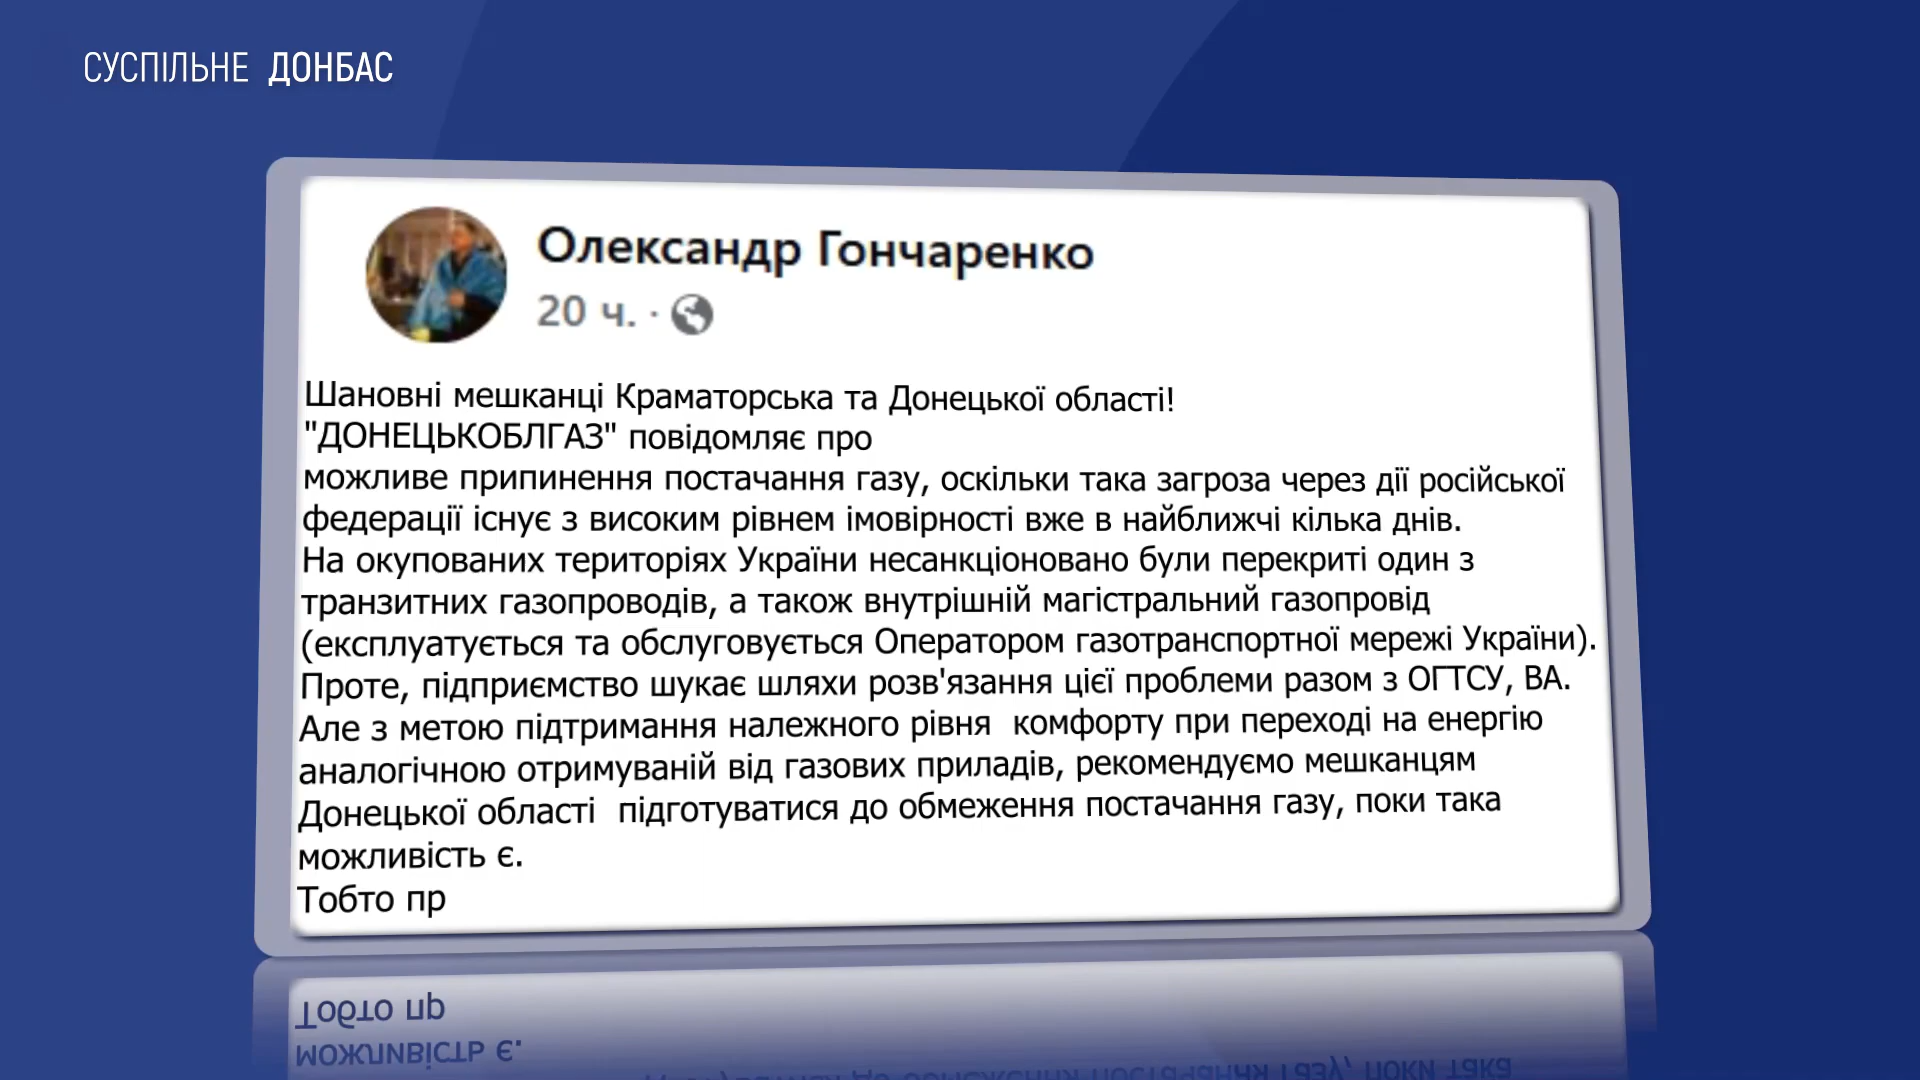 СУСПІЛЬНЕ ДОНБАС
Олександр Гончаренко
20 ч. ·
Шановні мешканці Краматорська та Донецької області!
"ДОНЕЦЬКОБЛГАЗ" повідомляє про
можливе припинення постачання газу, оскільки така загроза через дії російської
федерації існує з високим рівнем імовірності вже в найближчі кілька днів.
На окупованих територіях України несанкціоновано були перекриті один з
транзитних газопроводів, а також внутрішній магістральний газопровід
(експлуатується та обслуговується Оператором газотранспортної мережі України).
Проте, підприємство шукає шляхи розв'язання цієї проблеми разом з ОГТСУ, ВА.
Але з метою підтримання належного рівня  комфорту при переході на енергію
аналогічною отримуваній від газових приладів, рекомендуємо мешканцям
Донецької області  підготуватися до обмеження постачання газу, поки така
можливість є.
Тобто пр